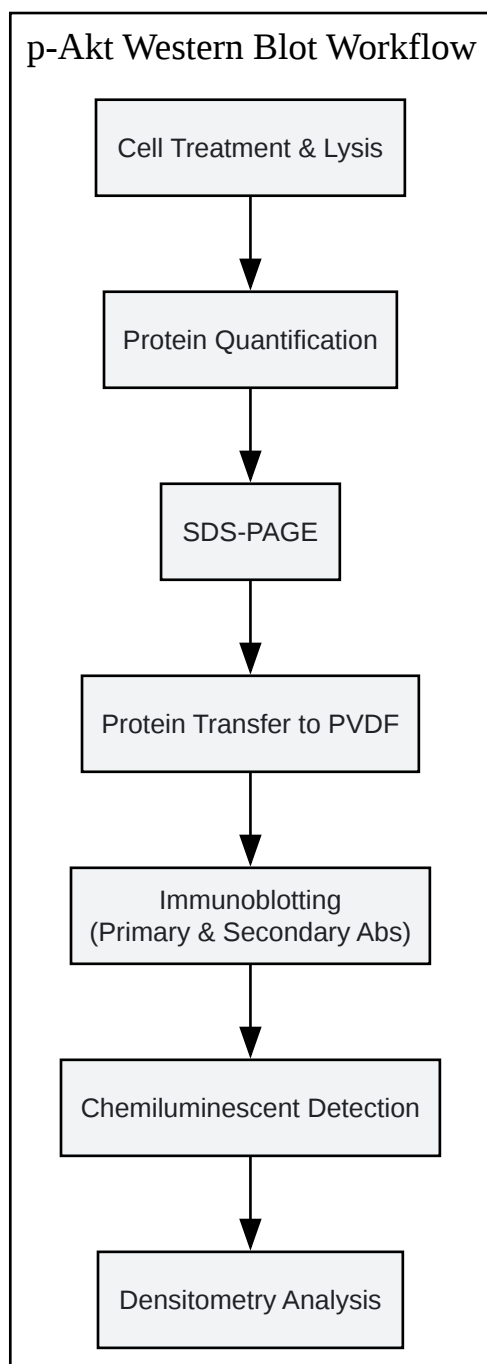 p-Akt Western Blot Workflow
Cell Treatment & Lysis
Protein Quantification
SDS-PAGE
Protein Transfer to PVDF
Immunoblotting
(Primary & Secondary Abs)
Chemiluminescent Detection
Densitometry Analysis